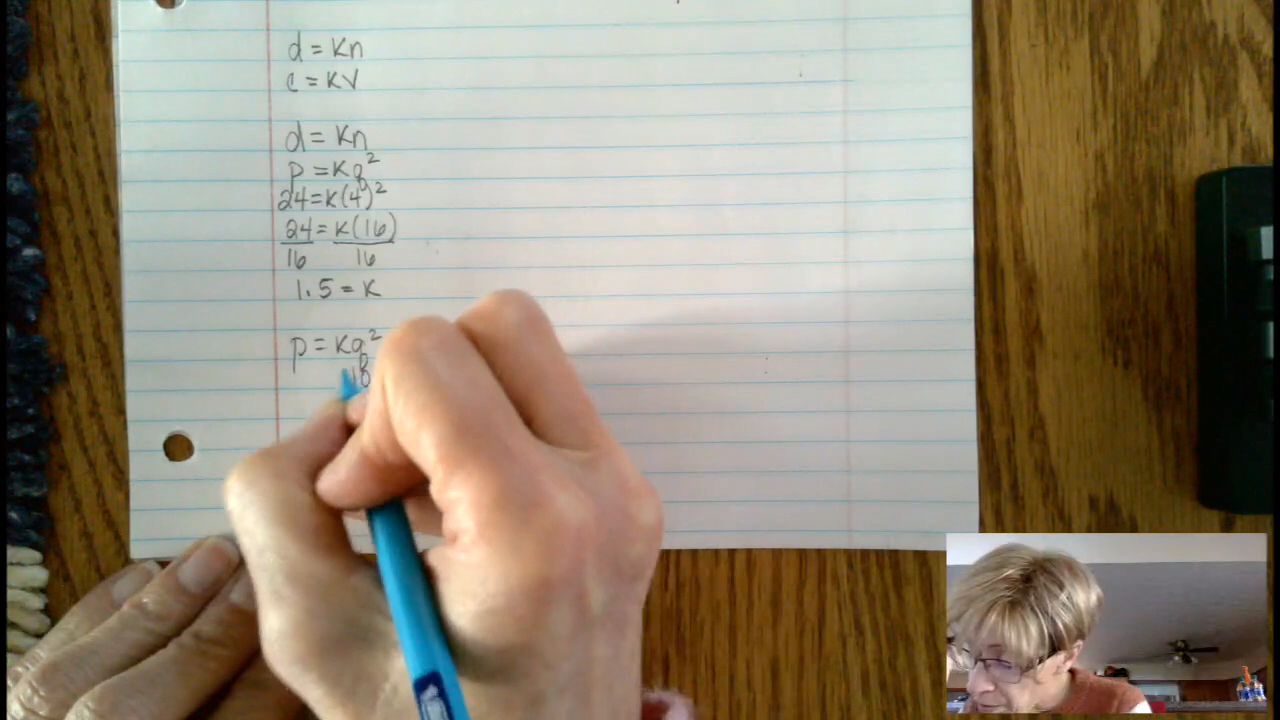 d = Kn
c = KV
d = Kn
p = Kg²
24=K(4)²
24 = K(16)
16 16
1.5 = K
p = Kg²